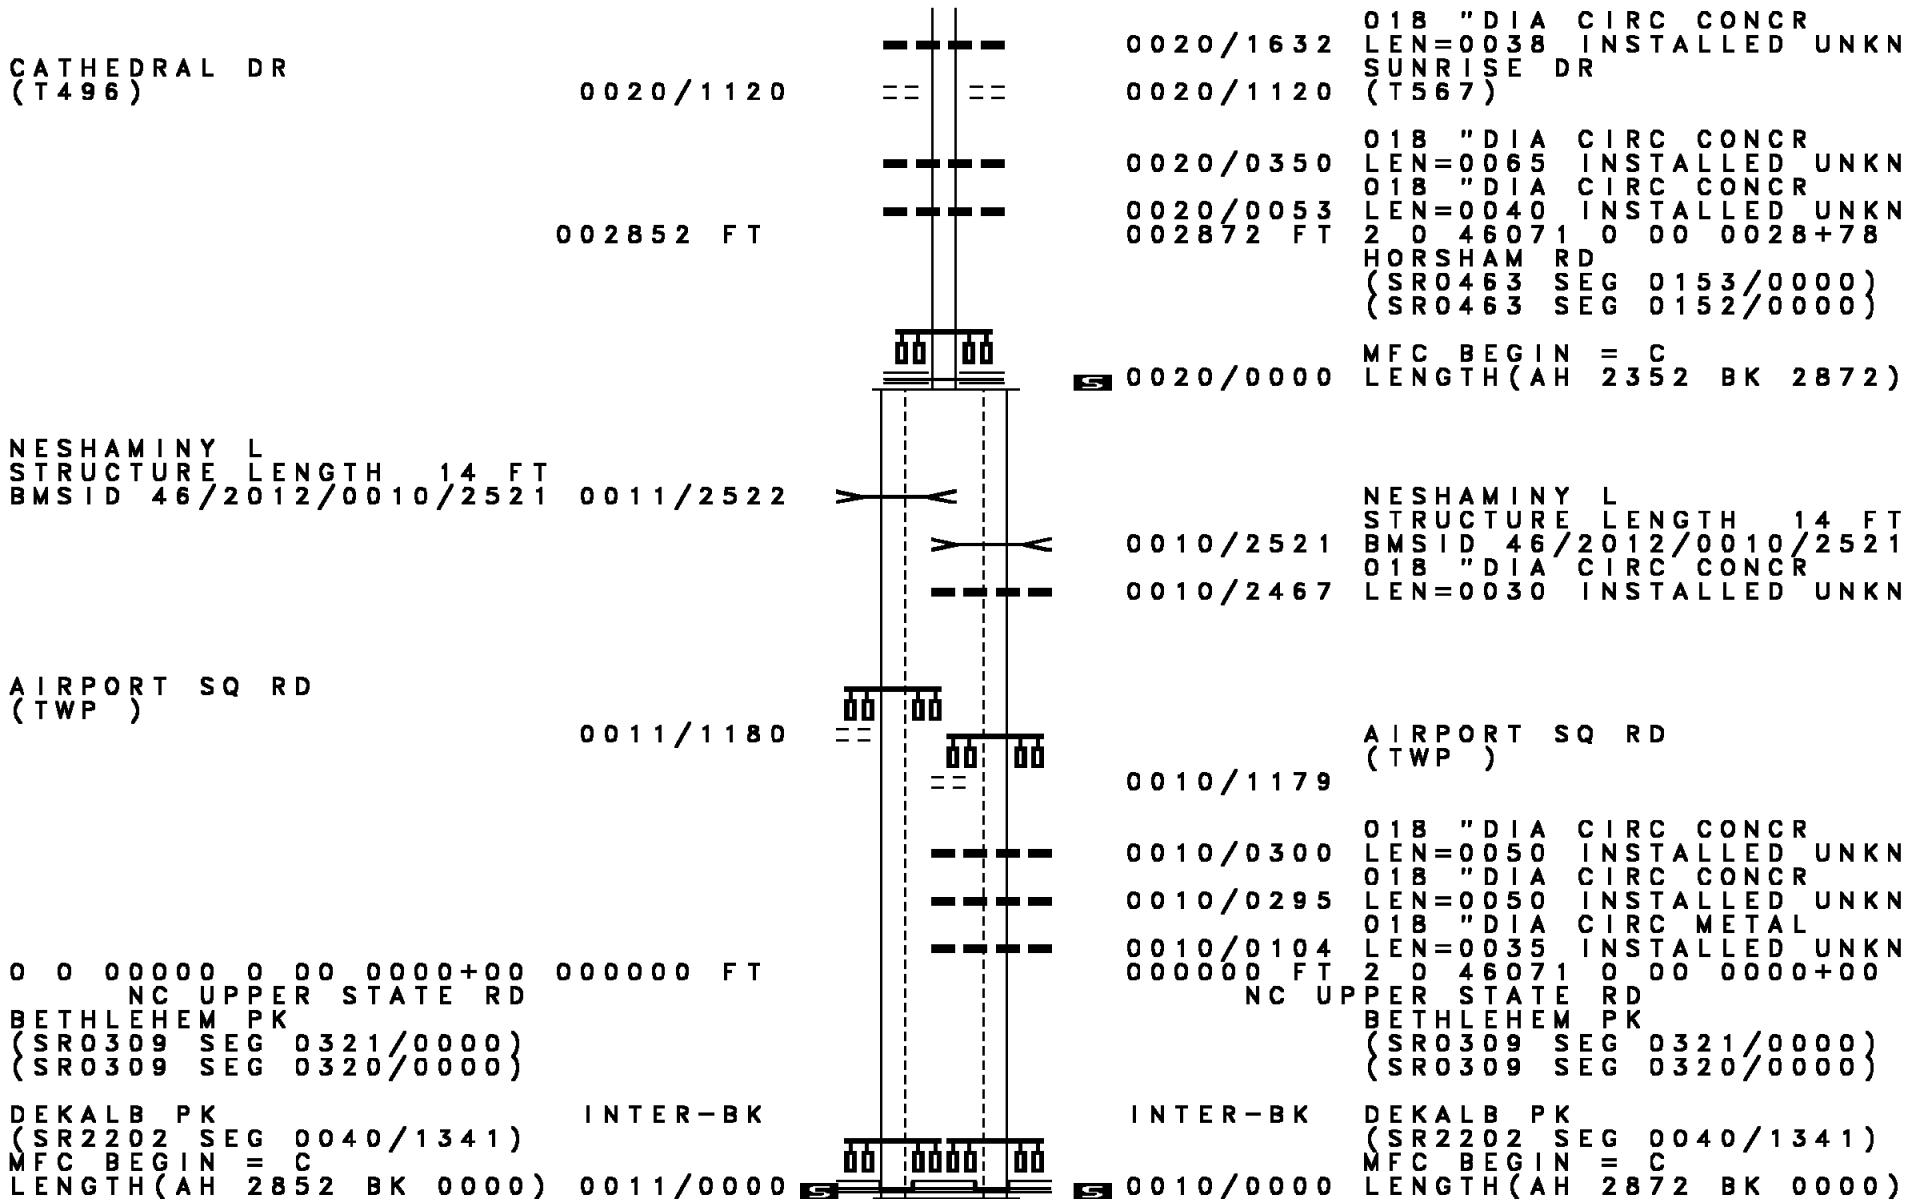 018 "DIA CIRC CONCR
0020/1632 LEN=0038 INSTALLED UNKN
CATHEDRAL DR
SUNRISE DR
(T496) 0020/1120 0020/1120 (T567)
018 "DIA CIRC CONCR
0020/0350 LEN=0065 INSTALLED UNKN
018 "DIA CIRC CONCR
0020/0053 LEN=0040 INSTALLED UNKN
002852 FT 002872 FT 2 0 46071 0 00 0028+78
HORSHAM RD
(SR0463 SEG 0153/0000)
(SR0463 SEG 0152/0000)
MFC BEGIN = C
S 0020/0000 LENGTH(AH 2352 BK 2872)
NESHAMINY L
STRUCTURE LENGTH 14 FT
BMSID 46/2012/0010/2521 0011/2522
NESHAMINY L
STRUCTURE LENGTH 14 FT
0010/2521 BMSID 46/2012/0010/2521
018 "DIA CIRC CONCR
0010/2467 LEN=0030 INSTALLED UNKN
AIRPORT SQ RD
(TWP )
0011/1180
AIRPORT SQ RD
(TWP )
0010/1179
018 "DIA CIRC CONCR
0010/0300 LEN=0050 INSTALLED UNKN
018 "DIA CIRC CONCR
0010/0295 LEN=0050 INSTALLED UNKN
018 "DIA CIRC METAL
0010/0104 LEN=0035 INSTALLED UNKN
0 0 00000 0 00 0000+00 000000 FT 000000 FT 2 0 46071 0 00 0000+00
NC UPPER STATE RD NC UPPER STATE RD
BETHLEHEM PK BETHLEHEM PK
(SR0309 SEG 0321/0000) (SR0309 SEG 0321/0000)
(SR0309 SEG 0320/0000) (SR0309 SEG 0320/0000)
DEKALB PK INTER-BK INTER-BK DEKALB PK
(SR2202 SEG 0040/1341) (SR2202 SEG 0040/1341)
MFC BEGIN = C MFC BEGIN = C
LENGTH(AH 2852 BK 0000) 0011/0000 S S 0010/0000 LENGTH(AH 2872 BK 0000)